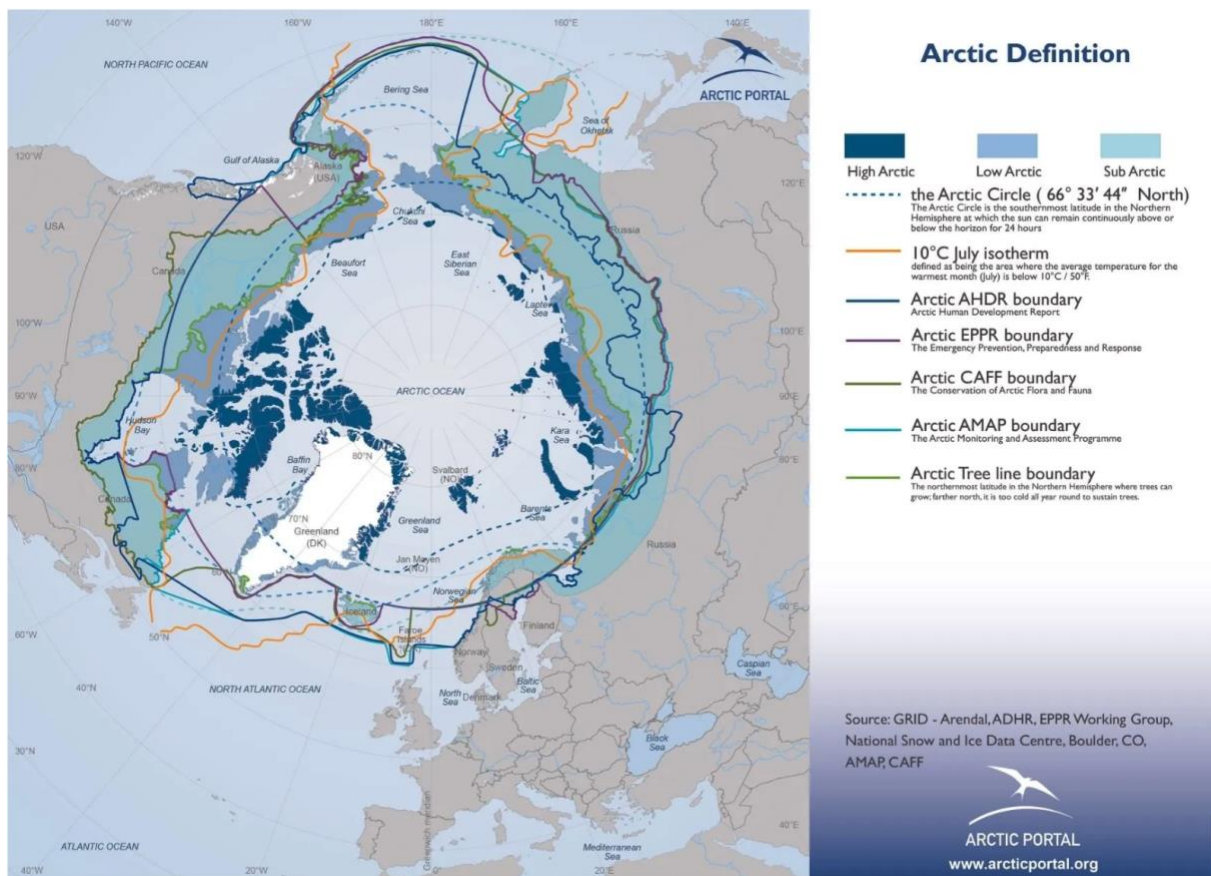 160°W
180°E
160°E
140°E
140°W
NORTH PACIFIC OCEAN
Bering Sea
ARCTIC PORTAL
Sea of
Okhotsk
120°W
Gulf of Alaska
Alaska
(USA)
120°E
Chukchi
Sea
USA
Russia
Canada
Beaufort
Sea
East
Siberian
Sea
Laptev
Sea
100°W
100°E
ARCTIC OCEAN
90°W
90°E
Hudson
Bay
Kara
Sea
Baffin
Bay
80°N
80°W
80°E
Svalbard
(NO)
Canada
Barents
Sea
70°N
Greenland
Sea
Greenland
(DK)
Russia
Jan Mayen
(NO)
60°N
Norwegian
Sea
Iceland
60°E
60°W
Faroe
Islands
Finland
50°N
Norway
Sweden
Caspian
Sea
40°N
NORTH ATLANTIC OCEAN
North
Sea
Denmark
Baltic
Sea
Black
Sea
30°N
Greenwich meridian
40°E
ATLANTIC OCEAN
Mediterranean
Sea
40°W
20°W
0°E
20°E
Arctic Definition
High Arctic
Low Arctic
Sub Arctic
the Arctic Circle ( 66° 33′ 44″ North)
The Arctic Circle is the southernmost latitude in the Northern
Hemisphere at which the sun can remain continuously above or
below the horizon for 24 hours
10°C July isotherm
defined as being the area where the average temperature for the
warmest month (July) is below 10°C / 50°F.
Arctic AHDR boundary
Arctic Human Development Report
Arctic EPPR boundary
The Emergency Prevention, Preparedness and Response
Arctic CAFF boundary
The Conservation of Arctic Flora and Fauna
Arctic AMAP boundary
The Arctic Monitoring and Assessment Programme
Arctic Tree line boundary
The northernmost latitude in the Northern Hemisphere where trees can
grow; farther north, it is too cold all year round to sustain trees.
Source: GRID - Arendal, ADHR, EPPR Working Group,
National Snow and Ice Data Centre, Boulder, CO,
AMAP, CAFF
ARCTIC PORTAL
www.arcticportal.org